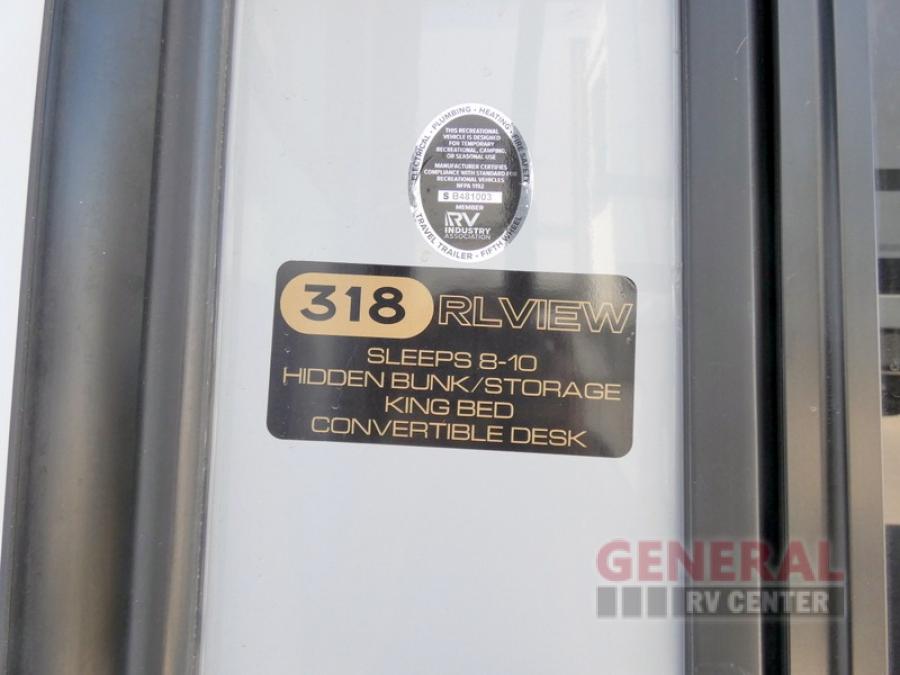 ELECTRICAL - PLUMBING - HEATING - FIRE SAFETY
THIS RECREATIONAL
VEHICLE IS DESIGNED
FOR TEMPORARY
RECREATIONAL, CAMPING,
OR SEASONAL USE
MANUFACTURER CERTIFIES
COMPLIANCE WITH STANDARD FOR
RECREATIONAL VEHICLES
NFPA 1192
S B481003
MEMBER
RV
INDUSTRY
ASSOCIATION
TRAVEL TRAILER - FIFTH WHEEL
318 RLVIEW
SLEEPS 8-10
HIDDEN BUNK/STORAGE
KING BED
CONVERTIBLE DESK
GENERAL
RV CENTER